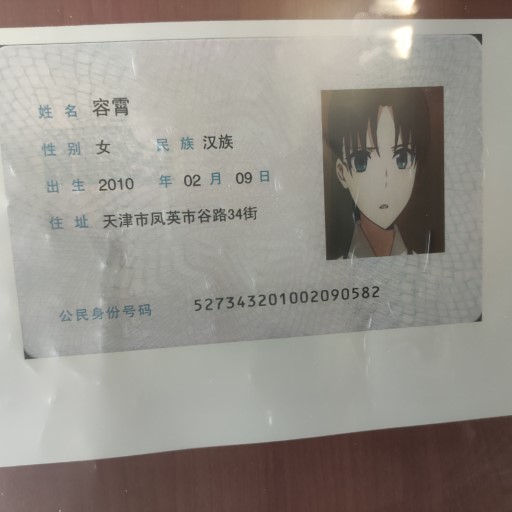 姓名 容霄
性别 女 民族 汉族
出生 2010 年 02 月 09 日
住址 天津市凤英市谷路34街
公民身份号码 527343201002090582